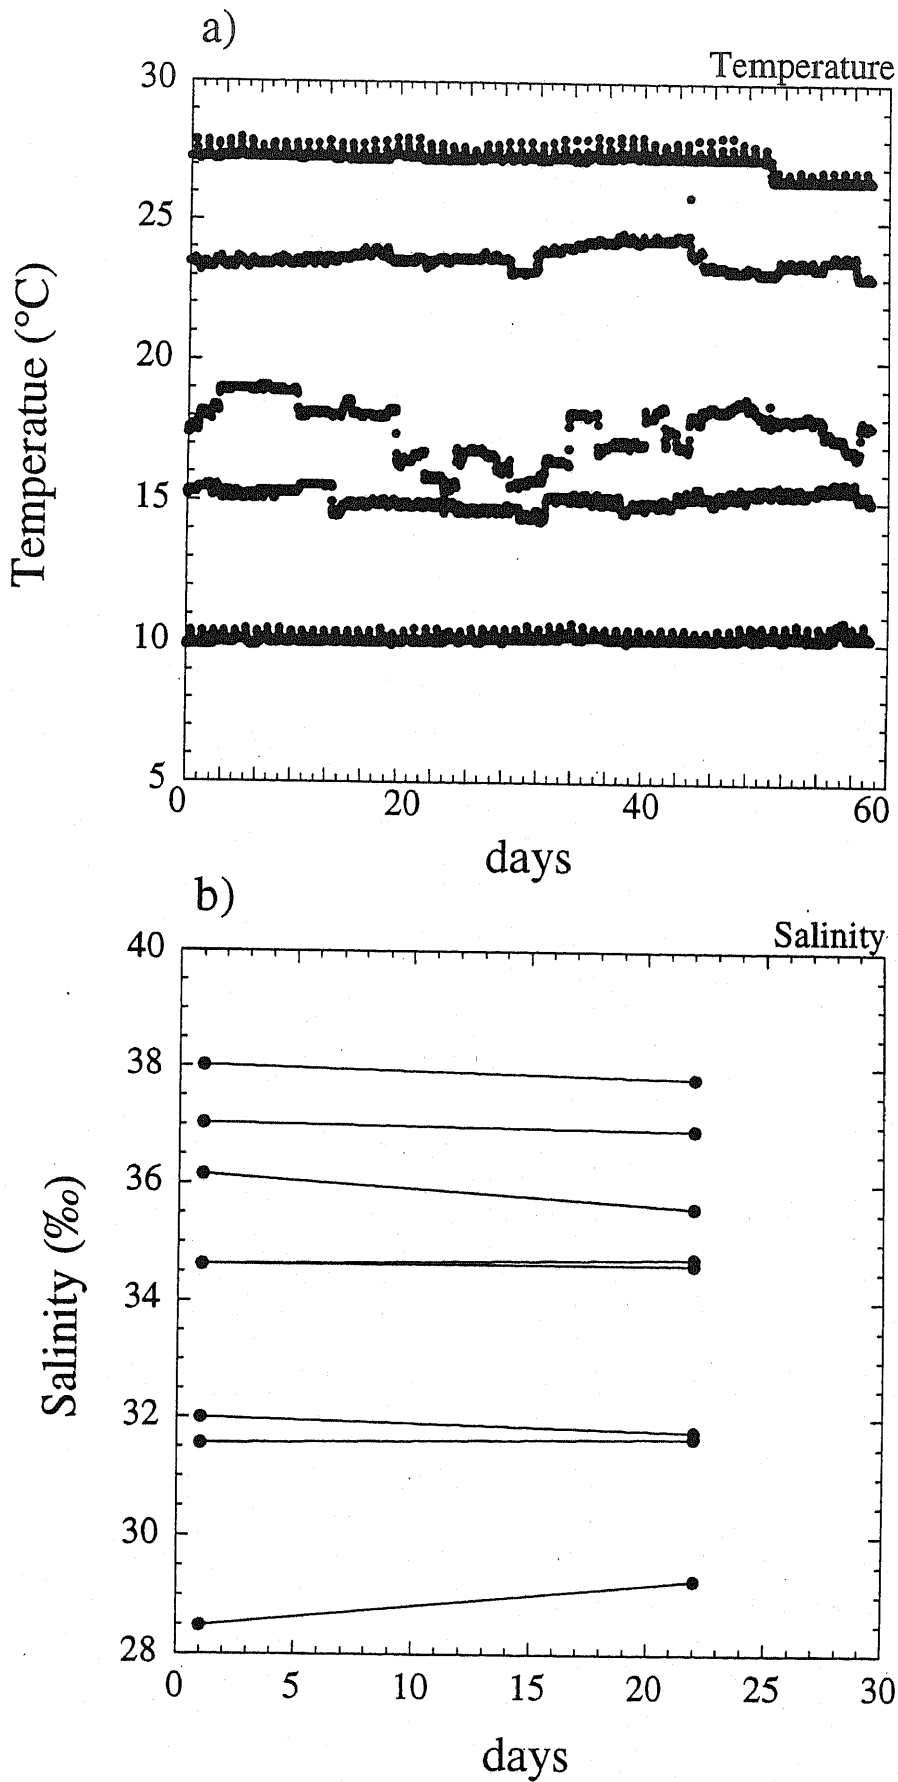 a)
Temperature
30
25
20
15
10
5
0 20 40 60
Temperatue (°C)
days
b)
Salinity
40
38
36
34
32
30
28
0 5 10 15 20 25 30
Salinity (‰)
days